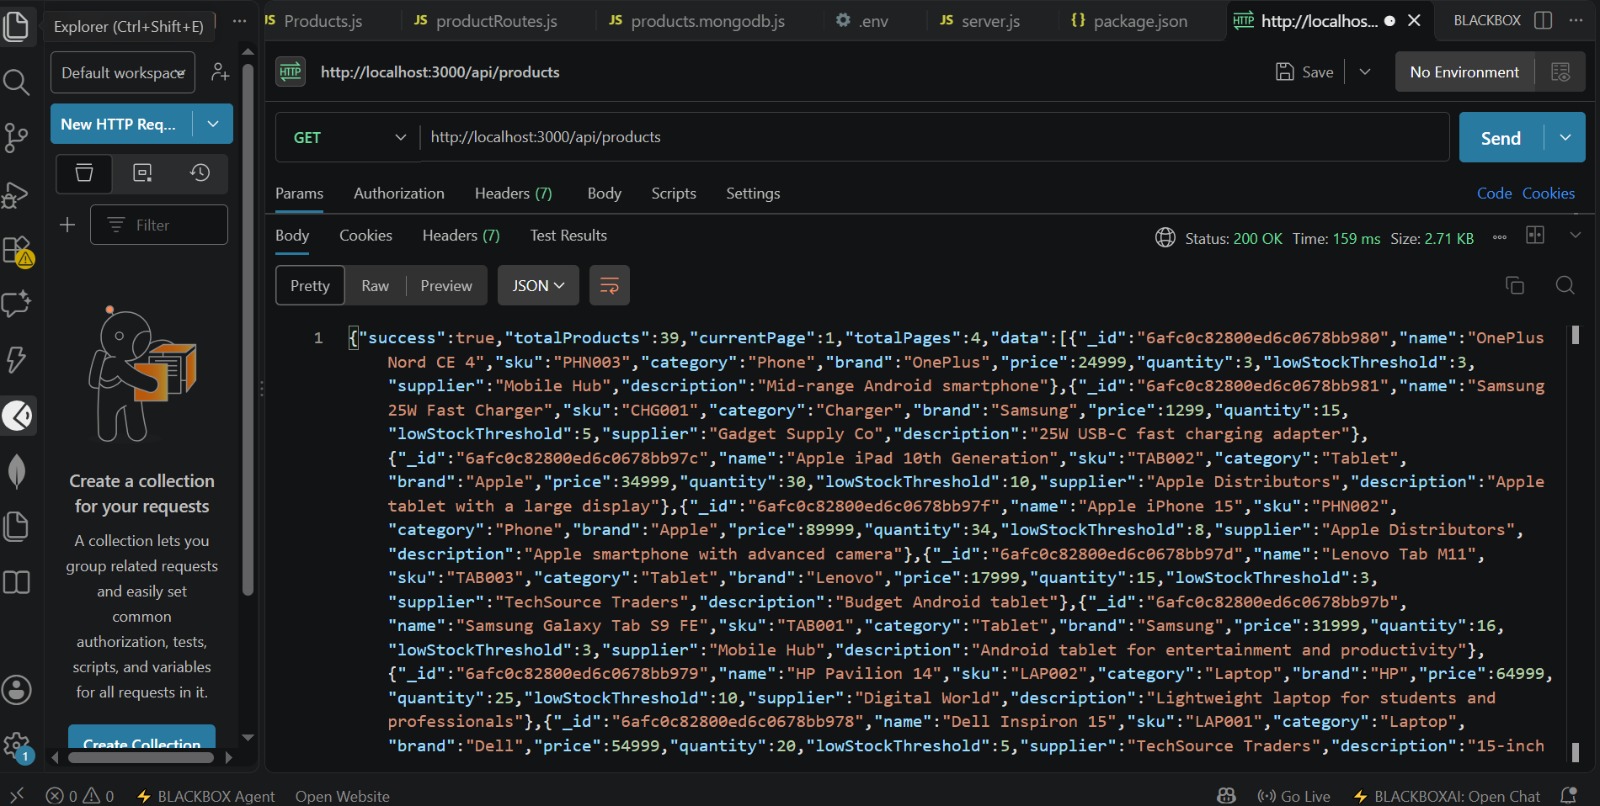 Explorer (Ctrl+Shift+E)
JS Products.js
JS productRoutes.js
JS products.mongodb.js
.env
JS server.js
{} package.json
HTTP http://localhos...
BLACKBOX
Default workspace
HTTP http://localhost:3000/api/products
Save
No Environment
New HTTP Req...
GET
http://localhost:3000/api/products
Send
Params Authorization Headers (7) Body Scripts Settings
Code Cookies
Filter
Body Cookies Headers (7) Test Results
Status: 200 OK Time: 159 ms Size: 2.71 KB
Pretty Raw Preview JSON
1 {"success":true,"totalProducts":39,"currentPage":1,"totalPages":4,"data":[{"_id":"6afc0c82800ed6c0678bb980","name":"OnePlus
Nord CE 4","sku":"PHN003","category":"Phone","brand":"OnePlus","price":24999,"quantity":3,"lowStockThreshold":3,
"supplier":"Mobile Hub","description":"Mid-range Android smartphone"},{"_id":"6afc0c82800ed6c0678bb981","name":"Samsung
25W Fast Charger","sku":"CHG001","category":"Charger","brand":"Samsung","price":1299,"quantity":15,
"lowStockThreshold":5,"supplier":"Gadget Supply Co","description":"25W USB-C fast charging adapter"},
{"_id":"6afc0c82800ed6c0678bb97c","name":"Apple iPad 10th Generation","sku":"TAB002","category":"Tablet",
"brand":"Apple","price":34999,"quantity":30,"lowStockThreshold":10,"supplier":"Apple Distributors","description":"Apple
tablet with a large display"},{"_id":"6afc0c82800ed6c0678bb97f","name":"Apple iPhone 15","sku":"PHN002",
"category":"Phone","brand":"Apple","price":89999,"quantity":34,"lowStockThreshold":8,"supplier":"Apple Distributors",
"description":"Apple smartphone with advanced camera"},{"_id":"6afc0c82800ed6c0678bb97d","name":"Lenovo Tab M11",
"sku":"TAB003","category":"Tablet","brand":"Lenovo","price":17999,"quantity":15,"lowStockThreshold":3,
"supplier":"TechSource Traders","description":"Budget Android tablet"},{"_id":"6afc0c82800ed6c0678bb97b",
"name":"Samsung Galaxy Tab S9 FE","sku":"TAB001","category":"Tablet","brand":"Samsung","price":31999,"quantity":16,
"lowStockThreshold":3,"supplier":"Mobile Hub","description":"Android tablet for entertainment and productivity"},
{"_id":"6afc0c82800ed6c0678bb979","name":"HP Pavilion 14","sku":"LAP002","category":"Laptop","brand":"HP","price":64999,
"quantity":25,"lowStockThreshold":10,"supplier":"Digital World","description":"Lightweight laptop for students and
professionals"},{"_id":"6afc0c82800ed6c0678bb978","name":"Dell Inspiron 15","sku":"LAP001","category":"Laptop",
"brand":"Dell","price":54999,"quantity":20,"lowStockThreshold":5,"supplier":"TechSource Traders","description":"15-inch
Create a collection
for your requests
A collection lets you
group related requests
and easily set
common
authorization, tests,
scripts, and variables
for all requests in it.
Create Collection
1
0 0 BLACKBOX Agent Open Website
Go Live BLACKBOXAI: Open Chat